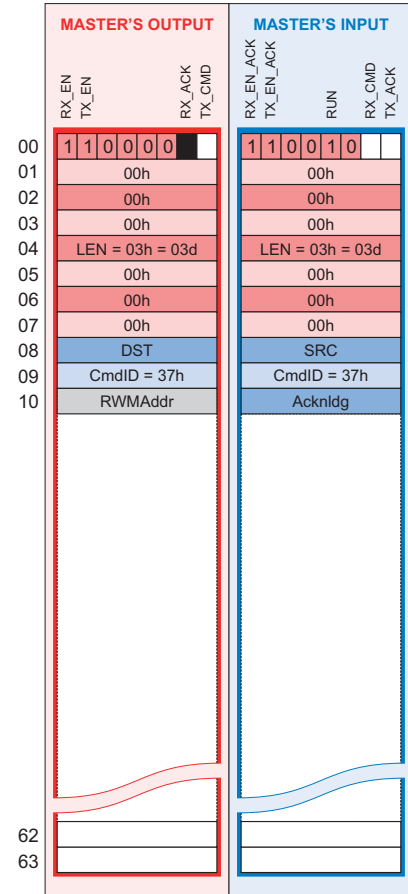 MASTER'S OUTPUT MASTER'S INPUT
RX_EN TX_EN RX_ACK TX_CMD RX_EN_ACK TX_EN_ACK RUN RX_CMD TX_ACK
00 1 1 0 0 0 0 1 1 0 0 1 0
01 00h 00h
02 00h 00h
03 00h 00h
04 LEN = 03h = 03d LEN = 03h = 03d
05 00h 00h
06 00h 00h
07 00h 00h
08 DST SRC
09 CmdID = 37h CmdID = 37h
10 RWMAddr Acknldg
62
63